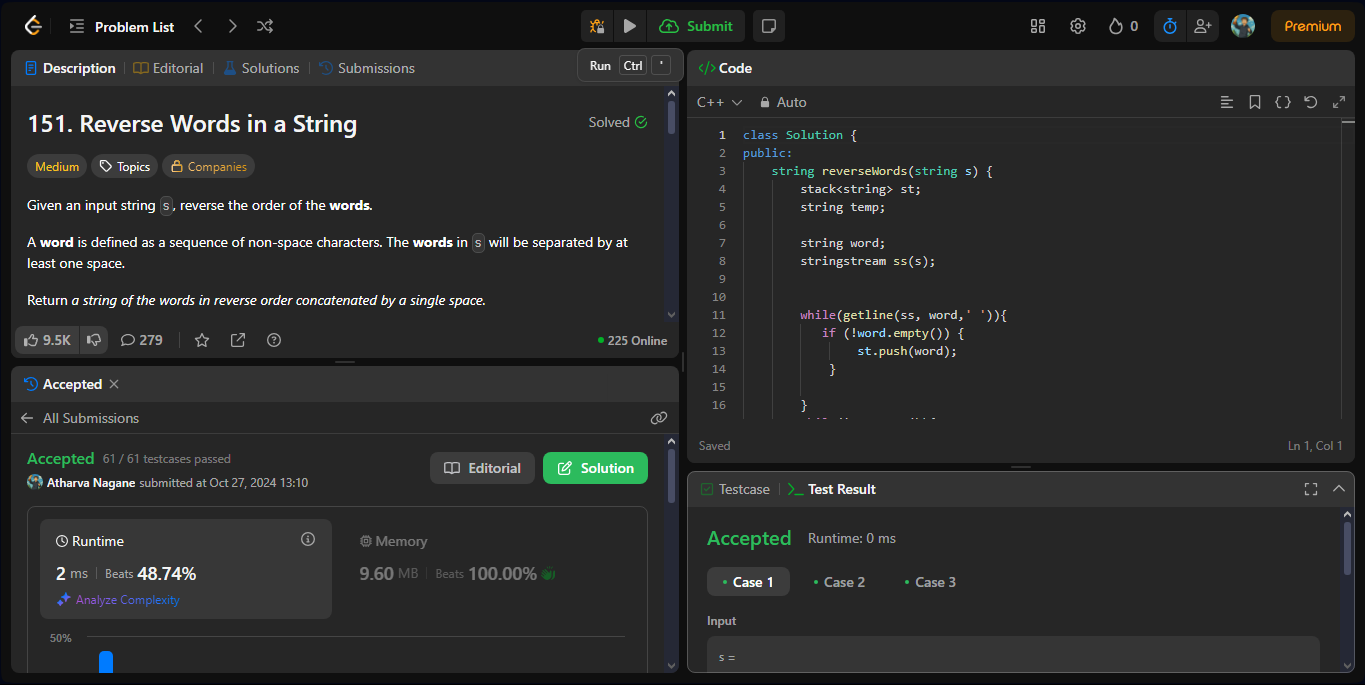 Problem List
Submit
0
Premium
Description
Editorial
Solutions
Submissions
Run Ctrl '
151. Reverse Words in a String
Solved
Medium
Topics
Companies
Given an input string s, reverse the order of the words.
A word is defined as a sequence of non-space characters. The words in s will be separated by at
least one space.
Return a string of the words in reverse order concatenated by a single space.
9.5K
279
225 Online
Accepted
All Submissions
Accepted 61 / 61 testcases passed
Atharva Nagane submitted at Oct 27, 2024 13:10
Editorial
Solution
Runtime
2 ms | Beats 48.74%
Analyze Complexity
Memory
9.60 MB | Beats 100.00%
50%
</> Code
C++
Auto
1 class Solution {
2 public:
3 string reverseWords(string s) {
4 stack<string> st;
5 string temp;
6
7 string word;
8 stringstream ss(s);
9
10
11 while(getline(ss, word,' ')){
12 if (!word.empty()) {
13 st.push(word);
14 }
15
16 }
Saved
Ln 1, Col 1
Testcase
Test Result
Accepted Runtime: 0 ms
Case 1
Case 2
Case 3
Input
s =